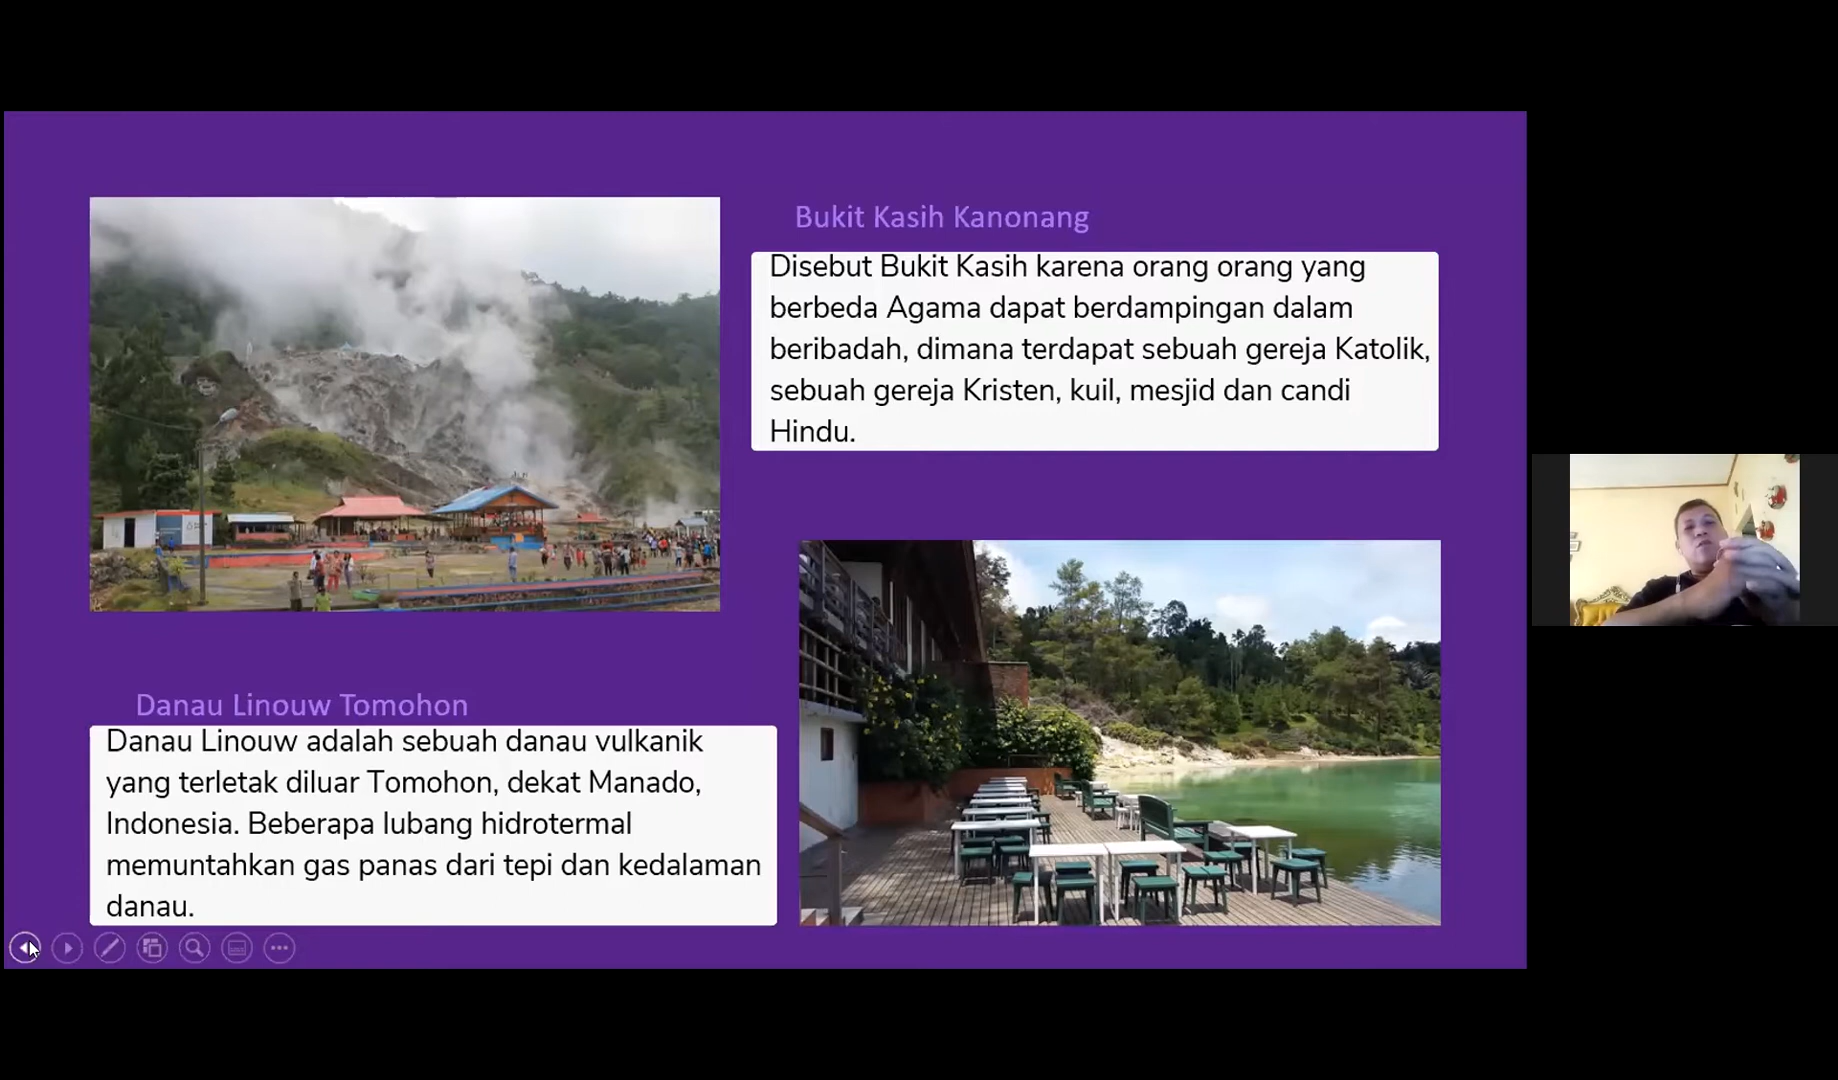 Bukit Kasih Kanonang
Disebut Bukit Kasih karena orang orang yang
berbeda Agama dapat berdampingan dalam
beribadah, dimana terdapat sebuah gereja Katolik,
sebuah gereja Kristen, kuil, mesjid dan candi
Hindu.
Danau Linouw Tomohon
Danau Linouw adalah sebuah danau vulkanik
yang terletak diluar Tomohon, dekat Manado,
Indonesia. Beberapa lubang hidrotermal
memuntahkan gas panas dari tepi dan kedalaman
danau.